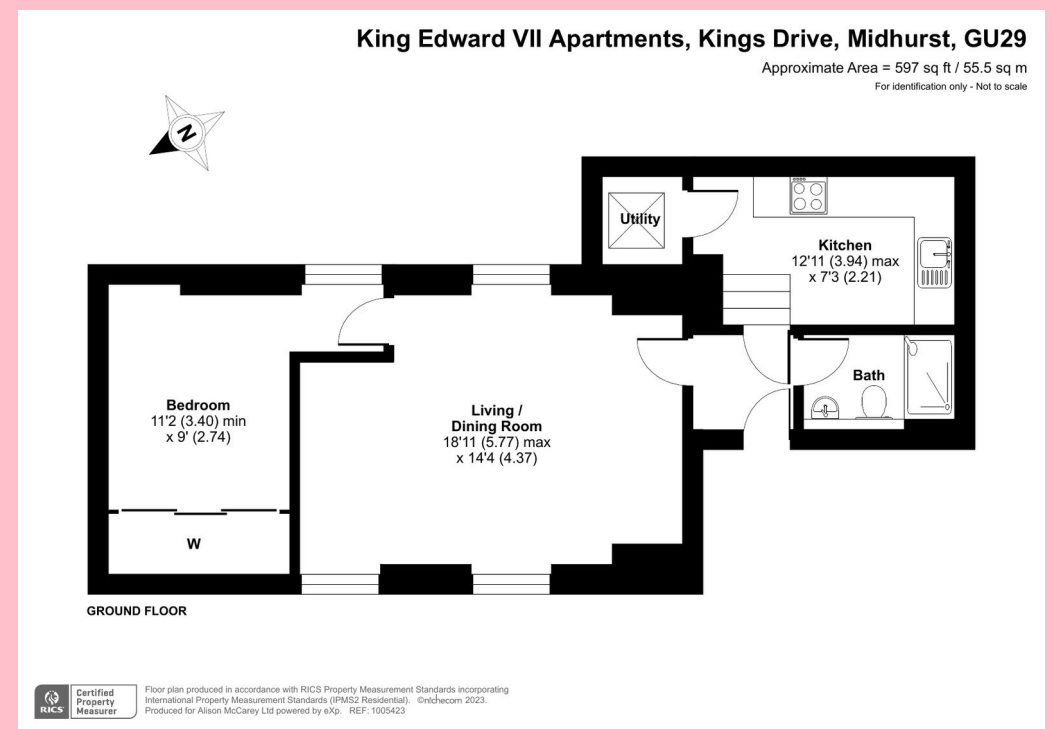 King Edward VII Apartments, Kings Drive, Midhurst, GU29
Approximate Area = 597 sq ft / 55.5 sq m
For identification only - Not to scale
N
Utility
Kitchen
12'11 (3.94) max
x 7'3 (2.21)
Bath
Bedroom
11'2 (3.40) min
x 9' (2.74)
Living /
Dining Room
18'11 (5.77) max
x 14'4 (4.37)
W
GROUND FLOOR
RICS
Certified
Property
Measurer
Floor plan produced in accordance with RICS Property Measurement Standards incorporating
International Property Measurement Standards (IPMS2 Residential). ©ntchecom 2023.
Produced for Alison McCarey Ltd powered by eXp. REF: 1005423